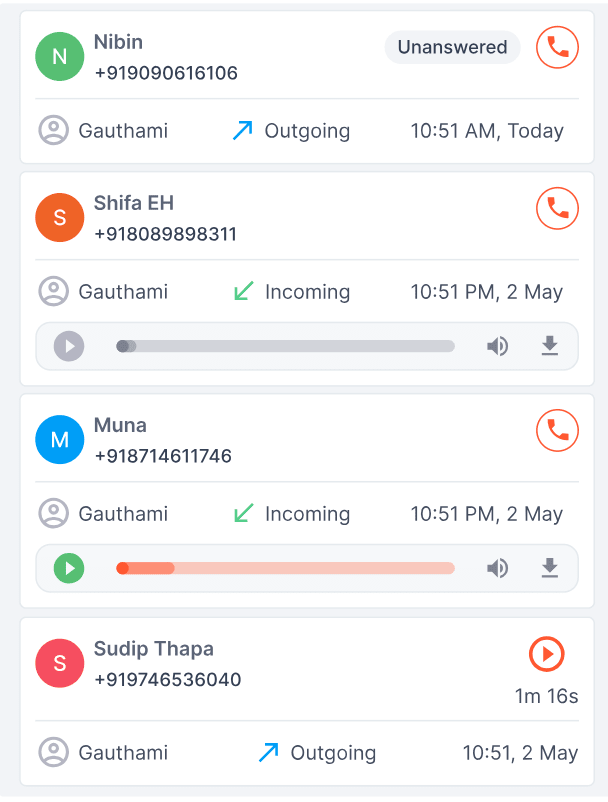 N
Nibin
+919090616106
Unanswered
Gauthami
Outgoing
10:51 AM, Today
S
Shifa EH
+918089898311
Gauthami
Incoming
10:51 PM, 2 May
M
Muna
+918714611746
Gauthami
Incoming
10:51 PM, 2 May
S
Sudip Thapa
+919746536040
1m 16s
Gauthami
Outgoing
10:51, 2 May